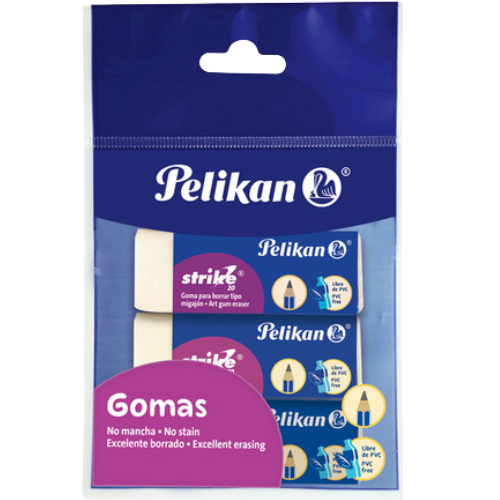 Pelikan®
Pelikan®
strike®
20
Goma para borrar tipo
migajón • Art gum eraser
Libre
de PVC
PVC
free
Pelikan®
strike®
Libre
de PVC
PVC
free
Pelikan®
Gomas
No mancha • No stain
Excelente borrado • Excellent erasing
Libre
de PVC
PVC
free